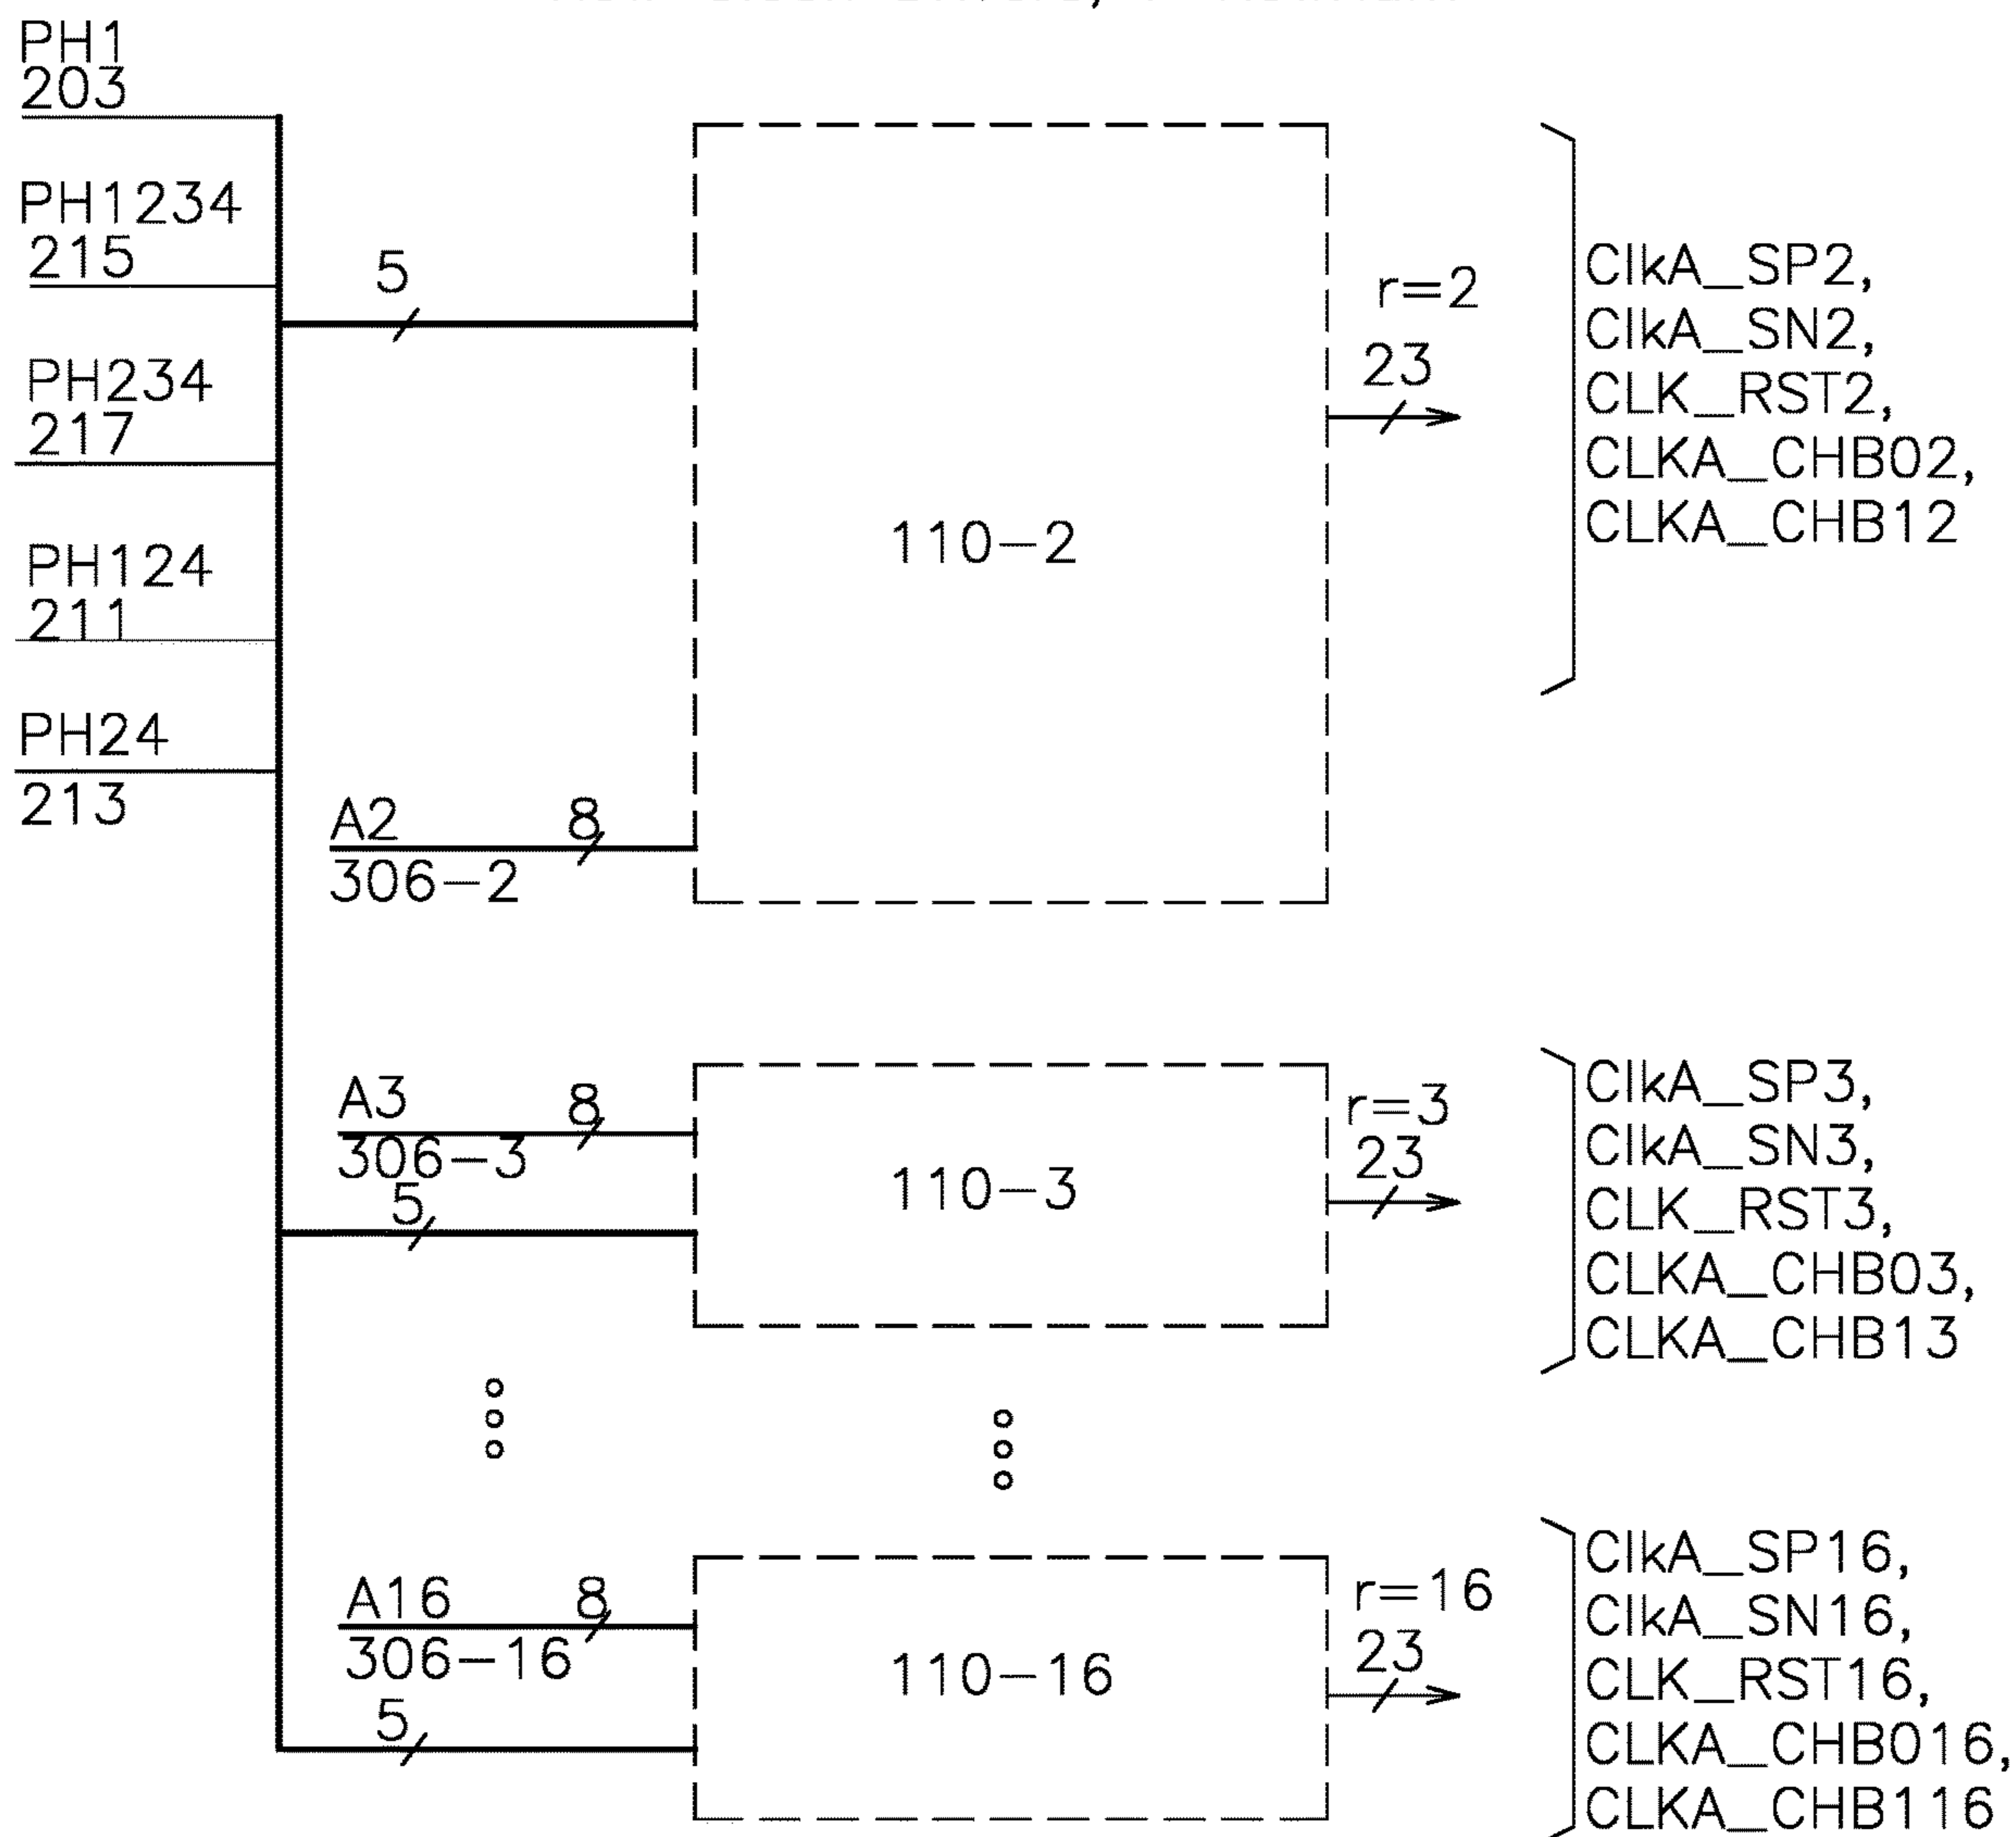 PH1
203
PH1234
215
PH234
217
PH124
211
PH24
213
5
A2 8
306-2
110-2
r=2
23
ClkA_SP2,
ClkA_SN2,
CLK_RST2,
CLKA_CHB02,
CLKA_CHB12
A3 8
306-3
5
110-3
r=3
23
ClkA_SP3,
ClkA_SN3,
CLK_RST3,
CLKA_CHB03,
CLKA_CHB13
A16 8
306-16
5
110-16
r=16
23
ClkA_SP16,
ClkA_SN16,
CLK_RST16,
CLKA_CHB016,
CLKA_CHB116